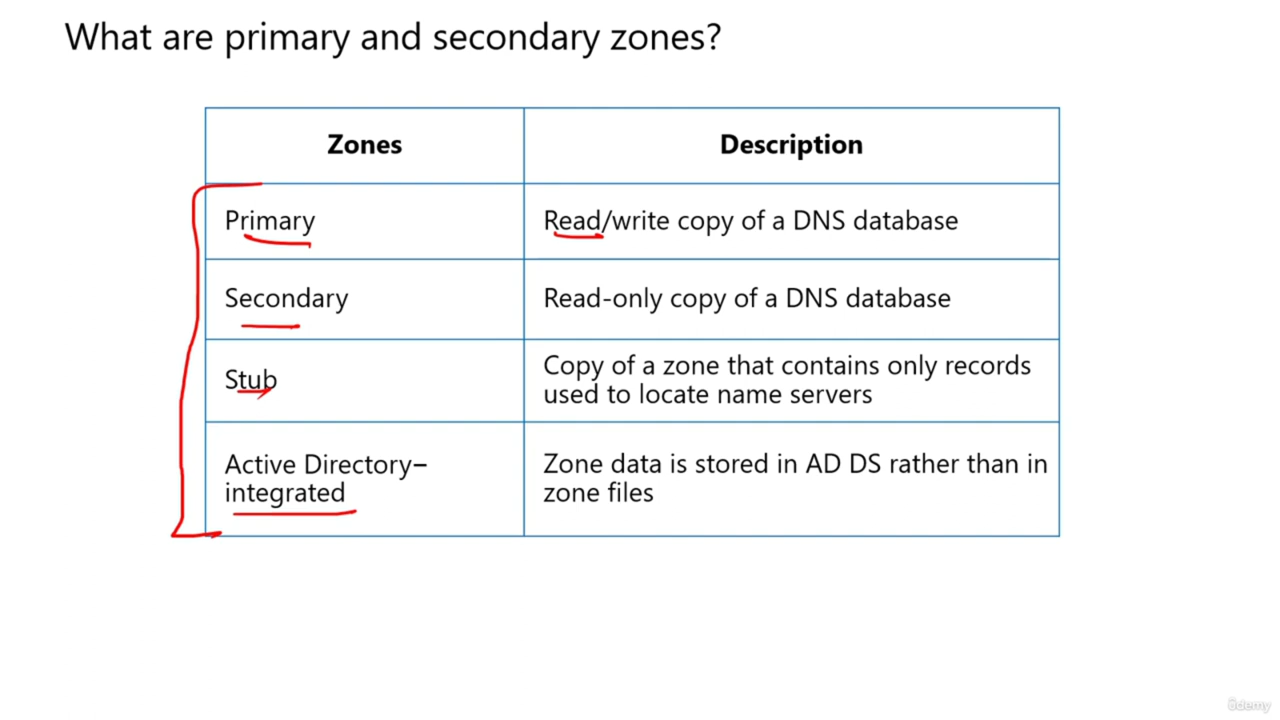 What are primary and secondary zones?
Zones
Description
Primary
Read/write copy of a DNS database
Secondary
Read-only copy of a DNS database
Stub
Copy of a zone that contains only records
used to locate name servers
Active Directory–
integrated
Zone data is stored in AD DS rather than in
zone files
ûdemy